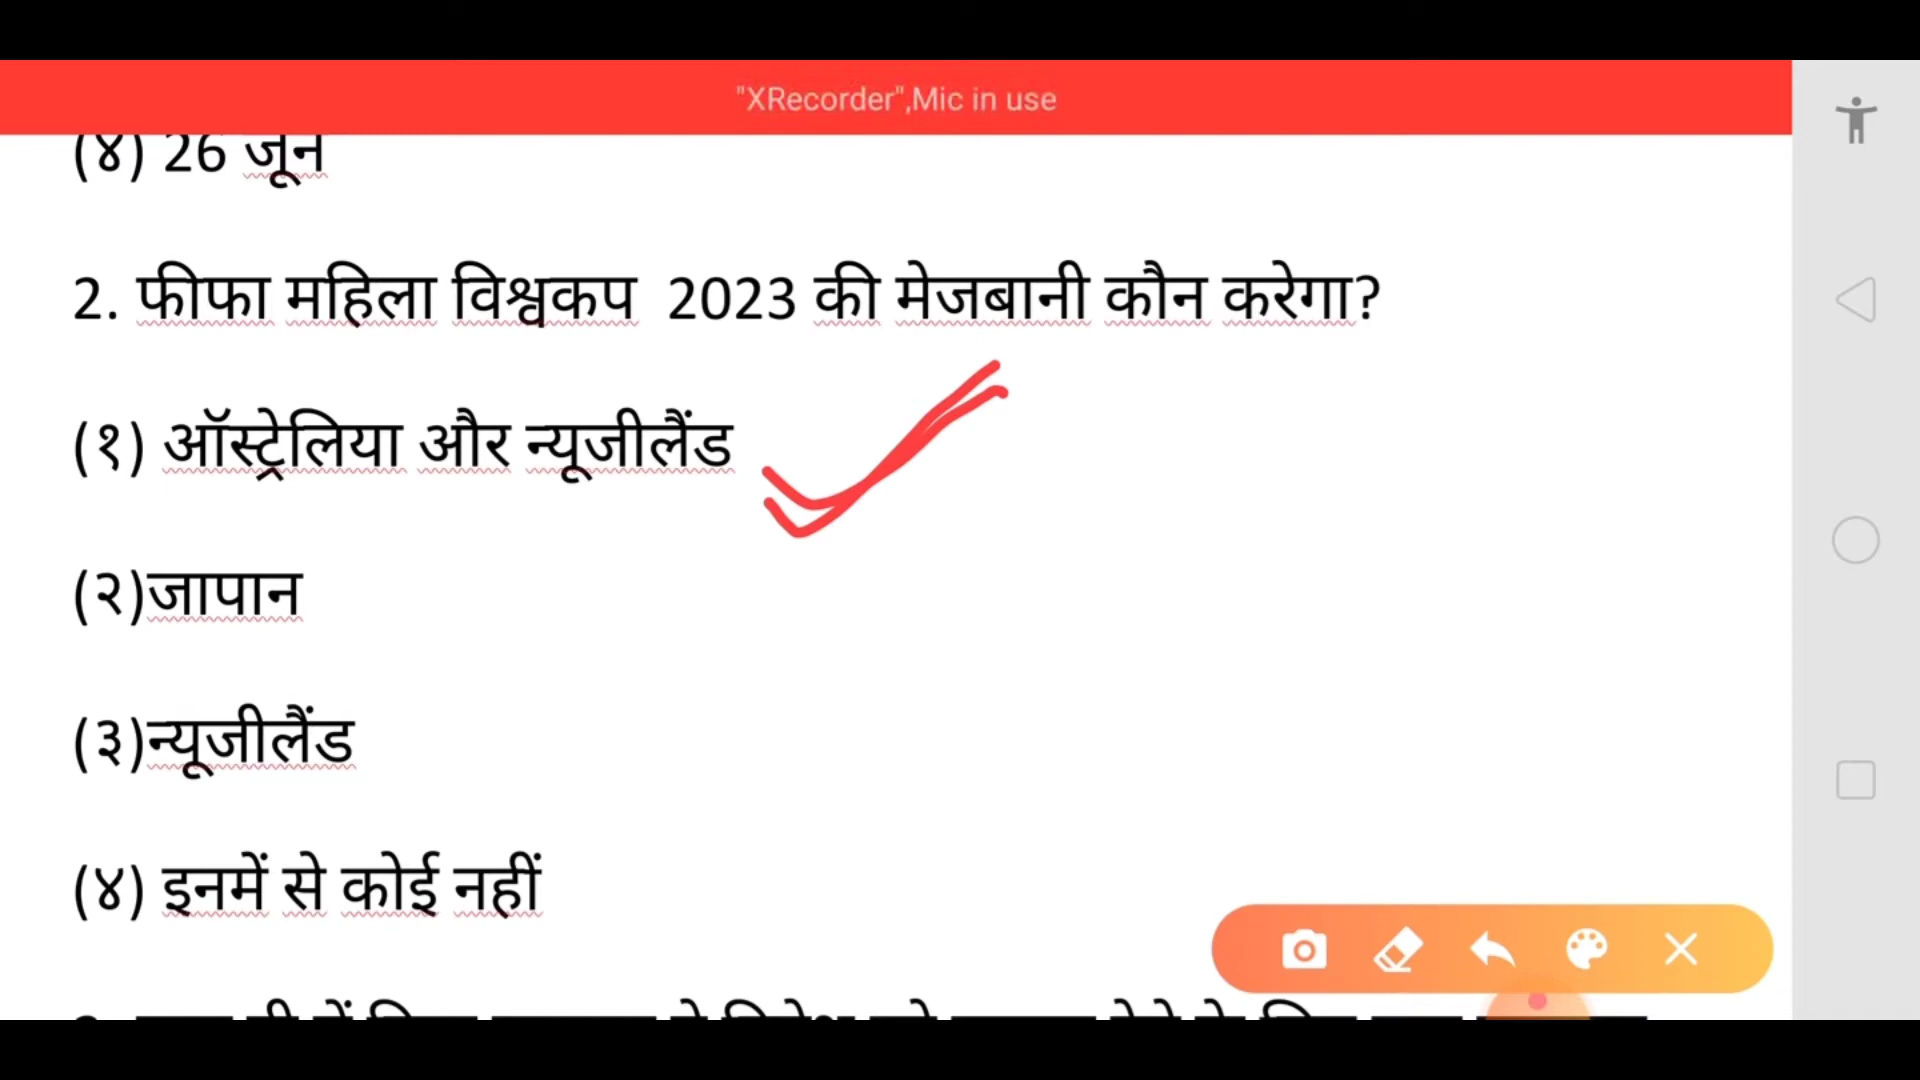 "XRecorder",Mic in use
(४) 26 जून
2. फीफा महिला विश्वकप 2023 की मेजबानी कौन करेगा?
(१) ऑस्ट्रेलिया और न्यूजीलैंड
(२)जापान
(३)न्यूजीलैंड
(४) इनमें से कोई नहीं